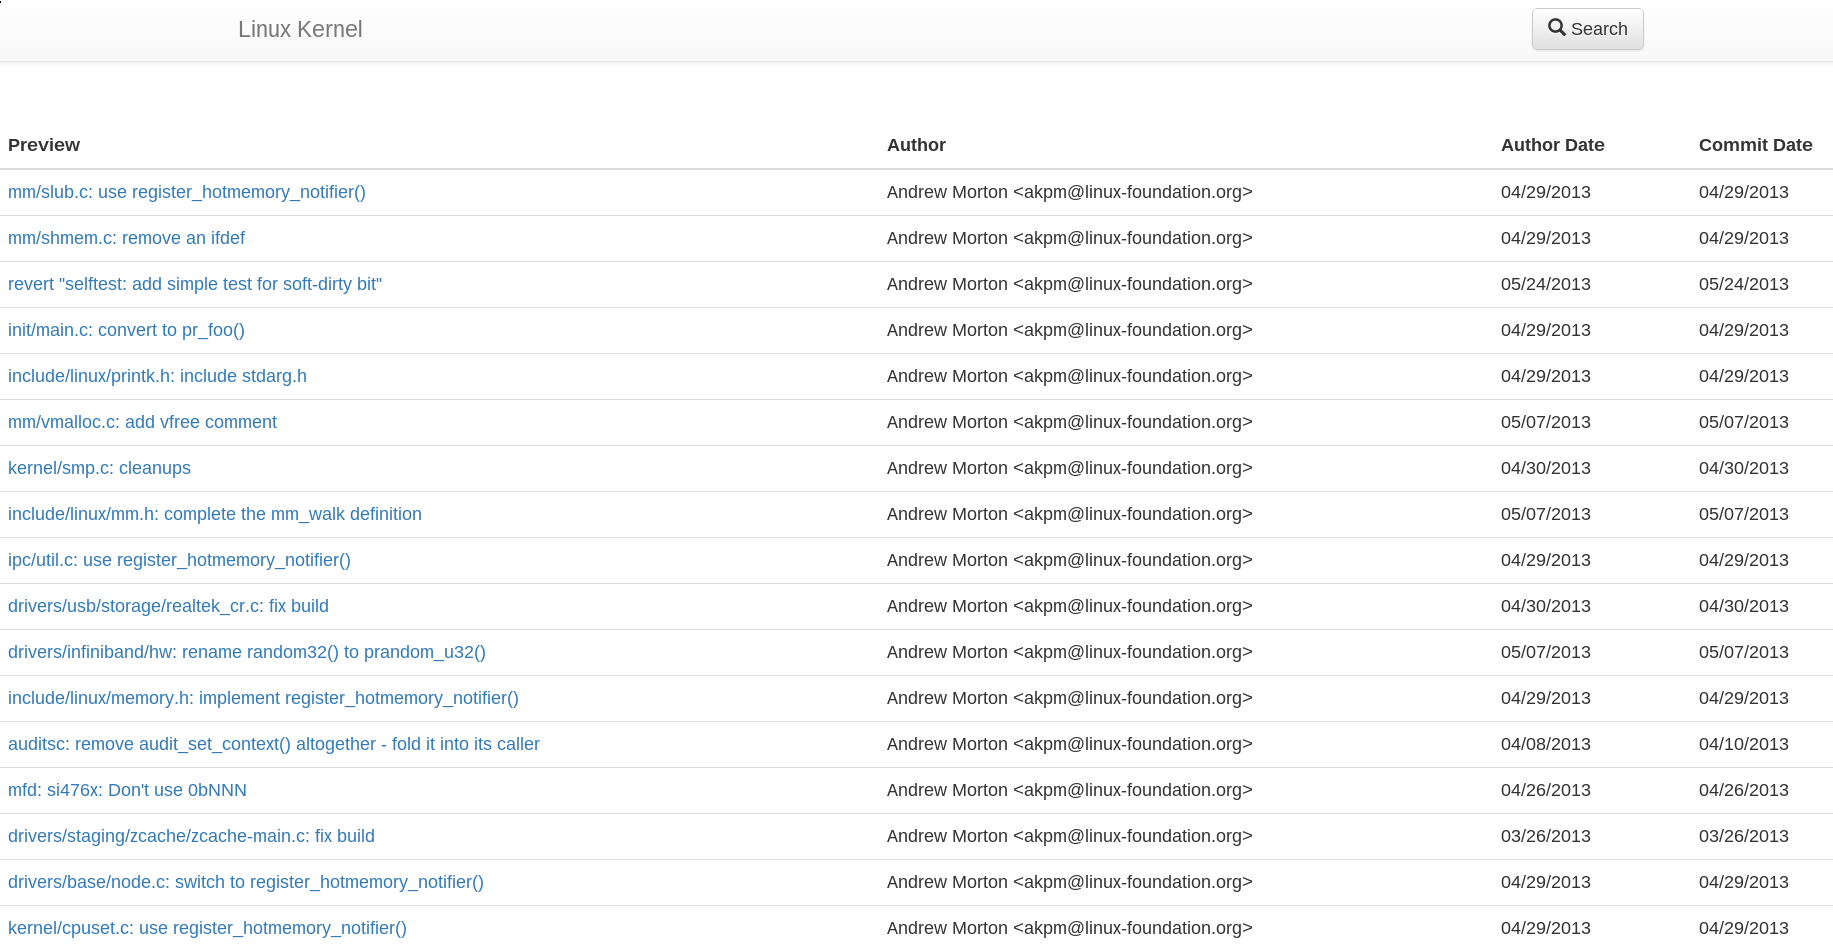 Linux Kernel Search
Preview Author Author Date Commit Date
mm/slub.c: use register_hotmemory_notifier() Andrew Morton <akpm@linux-foundation.org> 04/29/2013 04/29/2013
mm/shmem.c: remove an ifdef Andrew Morton <akpm@linux-foundation.org> 04/29/2013 04/29/2013
revert "selftest: add simple test for soft-dirty bit" Andrew Morton <akpm@linux-foundation.org> 05/24/2013 05/24/2013
init/main.c: convert to pr_foo() Andrew Morton <akpm@linux-foundation.org> 04/29/2013 04/29/2013
include/linux/printk.h: include stdarg.h Andrew Morton <akpm@linux-foundation.org> 04/29/2013 04/29/2013
mm/vmalloc.c: add vfree comment Andrew Morton <akpm@linux-foundation.org> 05/07/2013 05/07/2013
kernel/smp.c: cleanups Andrew Morton <akpm@linux-foundation.org> 04/30/2013 04/30/2013
include/linux/mm.h: complete the mm_walk definition Andrew Morton <akpm@linux-foundation.org> 05/07/2013 05/07/2013
ipc/util.c: use register_hotmemory_notifier() Andrew Morton <akpm@linux-foundation.org> 04/29/2013 04/29/2013
drivers/usb/storage/realtek_cr.c: fix build Andrew Morton <akpm@linux-foundation.org> 04/30/2013 04/30/2013
drivers/infiniband/hw: rename random32() to prandom_u32() Andrew Morton <akpm@linux-foundation.org> 05/07/2013 05/07/2013
include/linux/memory.h: implement register_hotmemory_notifier() Andrew Morton <akpm@linux-foundation.org> 04/29/2013 04/29/2013
auditsc: remove audit_set_context() altogether - fold it into its caller Andrew Morton <akpm@linux-foundation.org> 04/08/2013 04/10/2013
mfd: si476x: Don't use 0bNNN Andrew Morton <akpm@linux-foundation.org> 04/26/2013 04/26/2013
drivers/staging/zcache/zcache-main.c: fix build Andrew Morton <akpm@linux-foundation.org> 03/26/2013 03/26/2013
drivers/base/node.c: switch to register_hotmemory_notifier() Andrew Morton <akpm@linux-foundation.org> 04/29/2013 04/29/2013
kernel/cpuset.c: use register_hotmemory_notifier() Andrew Morton <akpm@linux-foundation.org> 04/29/2013 04/29/2013